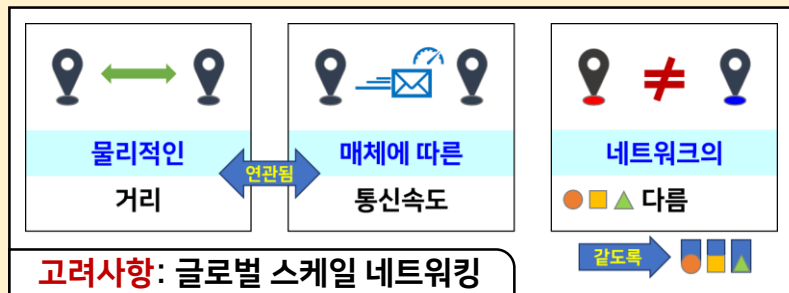 물리적인
거리
연관됨
매체에 따른
통신속도
≠
네트워크의
다름
같도록
고려사항: 글로벌 스케일 네트워킹